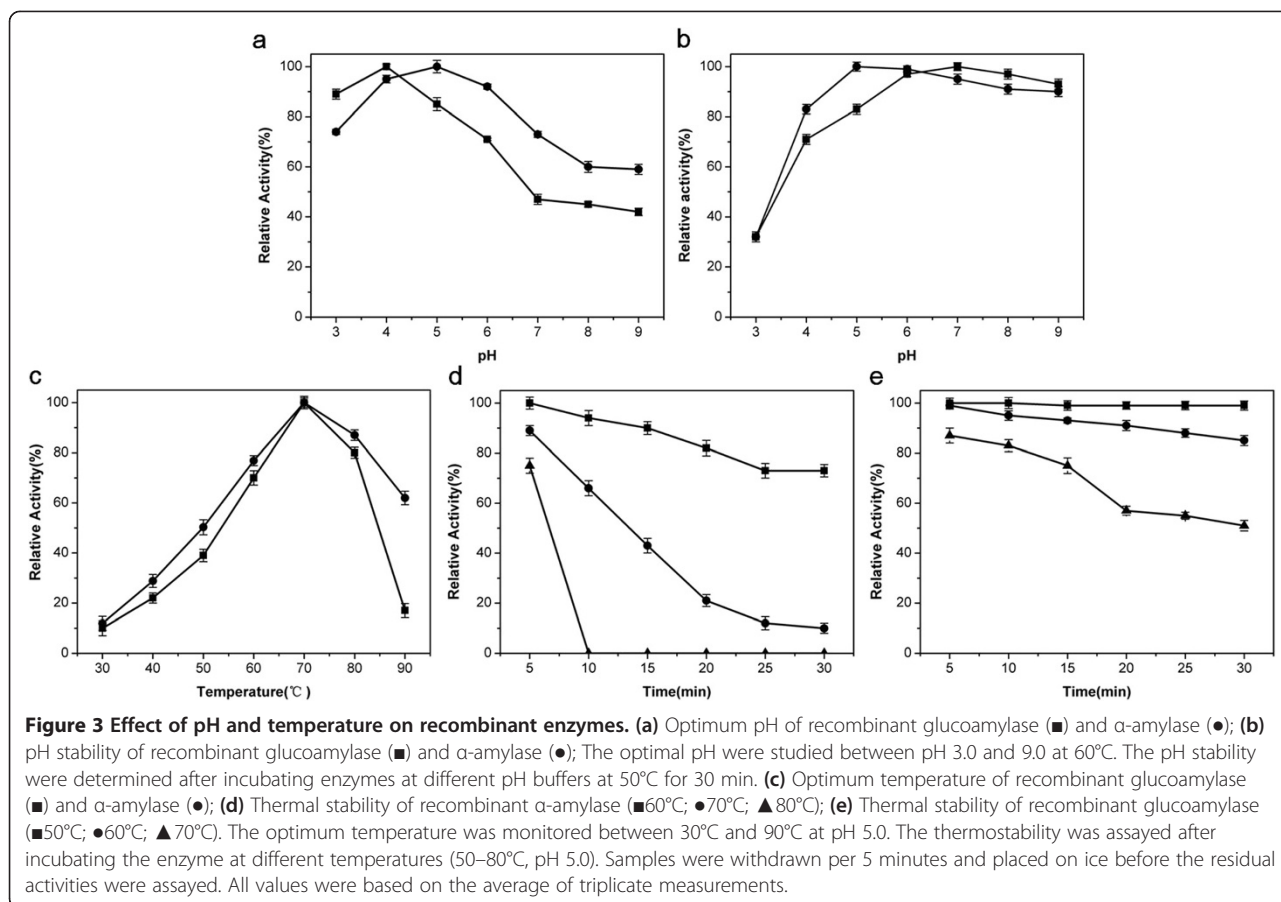 a
Relative Activity(%)
100
80
60
40
20
0
3 4 5 6 7 8 9
pH
b
Relative activity(%)
100
80
60
40
20
0
3 4 5 6 7 8 9
pH
c
Relative Activity(%)
100
80
60
40
20
0
30 40 50 60 70 80 90
Temperature(℃)
d
Relative Activity(%)
100
80
60
40
20
0
5 10 15 20 25 30
Time(min)
e
Relative Activity(%)
100
80
60
40
20
0
5 10 15 20 25 30
Time(min)
Figure 3 Effect of pH and temperature on recombinant enzymes. (a) Optimum pH of recombinant glucoamylase (■) and α-amylase (●); (b)
pH stability of recombinant glucoamylase (■) and α-amylase (●); The optimal pH were studied between pH 3.0 and 9.0 at 60°C. The pH stability
were determined after incubating enzymes at different pH buffers at 50°C for 30 min. (c) Optimum temperature of recombinant glucoamylase
(■) and α-amylase (●); (d) Thermal stability of recombinant α-amylase (■60°C; ●70°C; ▲80°C); (e) Thermal stability of recombinant glucoamylase
(■50°C; ●60°C; ▲70°C). The optimum temperature was monitored between 30°C and 90°C at pH 5.0. The thermostability was assayed after
incubating the enzyme at different temperatures (50–80°C, pH 5.0). Samples were withdrawn per 5 minutes and placed on ice before the residual
activities were assayed. All values were based on the average of triplicate measurements.